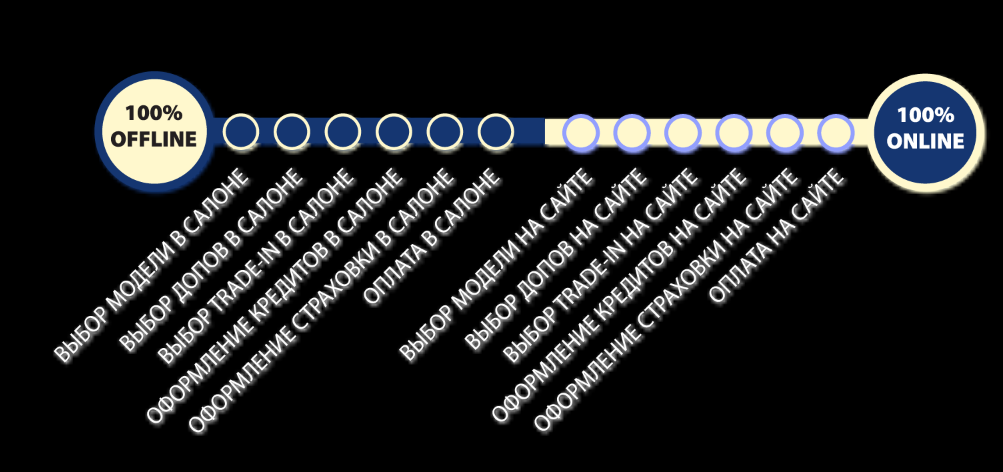 100%
OFFLINE
ВЫБОР МОДЕЛИ В САЛОНЕ
ВЫБОР ДОПОВ В САЛОНЕ
ВЫБОР TRADE-IN В САЛОНЕ
ОФОРМЛЕНИЕ КРЕДИТОВ В САЛОНЕ
ОФОРМЛЕНИЕ СТРАХОВКИ В САЛОНЕ
ОПЛАТА В САЛОНЕ
ВЫБОР МОДЕЛИ НА САЙТЕ
ВЫБОР ДОПОВ НА САЙТЕ
ВЫБОР TRADE-IN НА САЙТЕ
ОФОРМЛЕНИЕ КРЕДИТОВ НА САЙТЕ
ОФОРМЛЕНИЕ СТРАХОВКИ НА САЙТЕ
ОПЛАТА НА САЙТЕ
100%
ONLINE